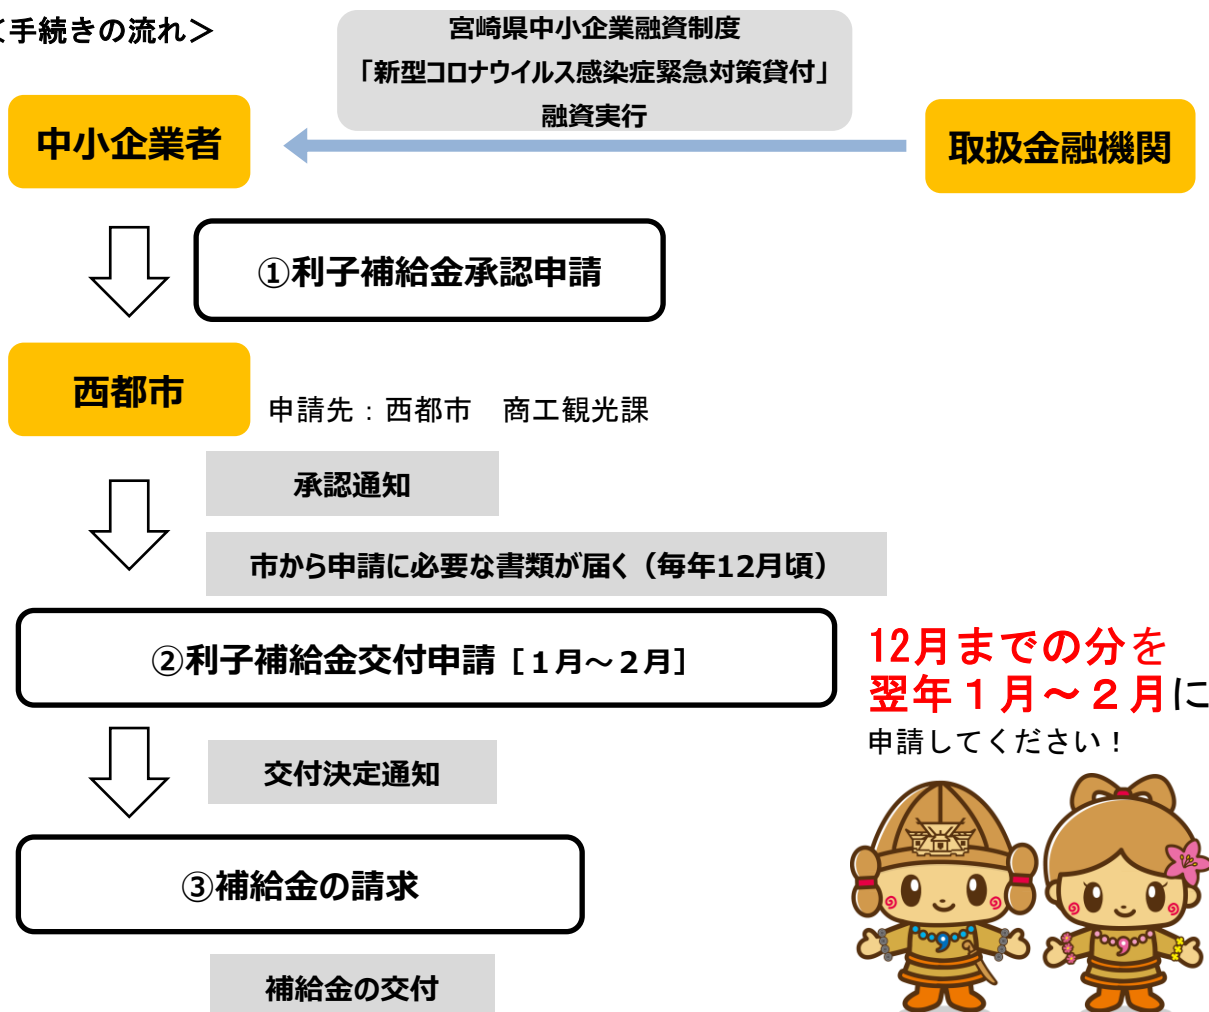 ＜手続きの流れ＞
宮崎県中小企業融資制度
「新型コロナウイルス感染症緊急対策貸付」
融資実行
中小企業者
取扱金融機関
①利子補給金承認申請
西都市
申請先：西都市　商工観光課
承認通知
市から申請に必要な書類が届く（毎年12月頃）
②利子補給金交付申請［１月～２月］
12月までの分を
翌年１月～２月に
申請してください！
交付決定通知
③補給金の請求
補給金の交付